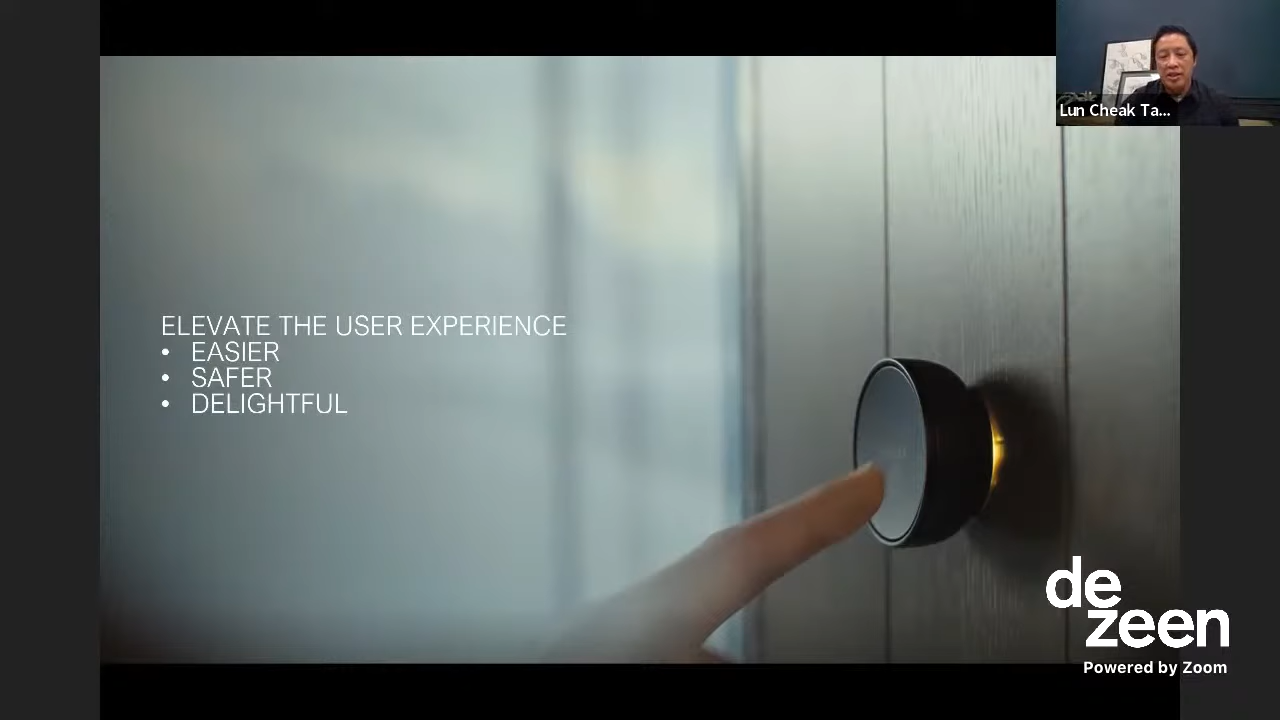 Lun Cheak Ta...
ELEVATE THE USER EXPERIENCE
• EASIER
• SAFER
• DELIGHTFUL
de
zeen
Powered by Zoom